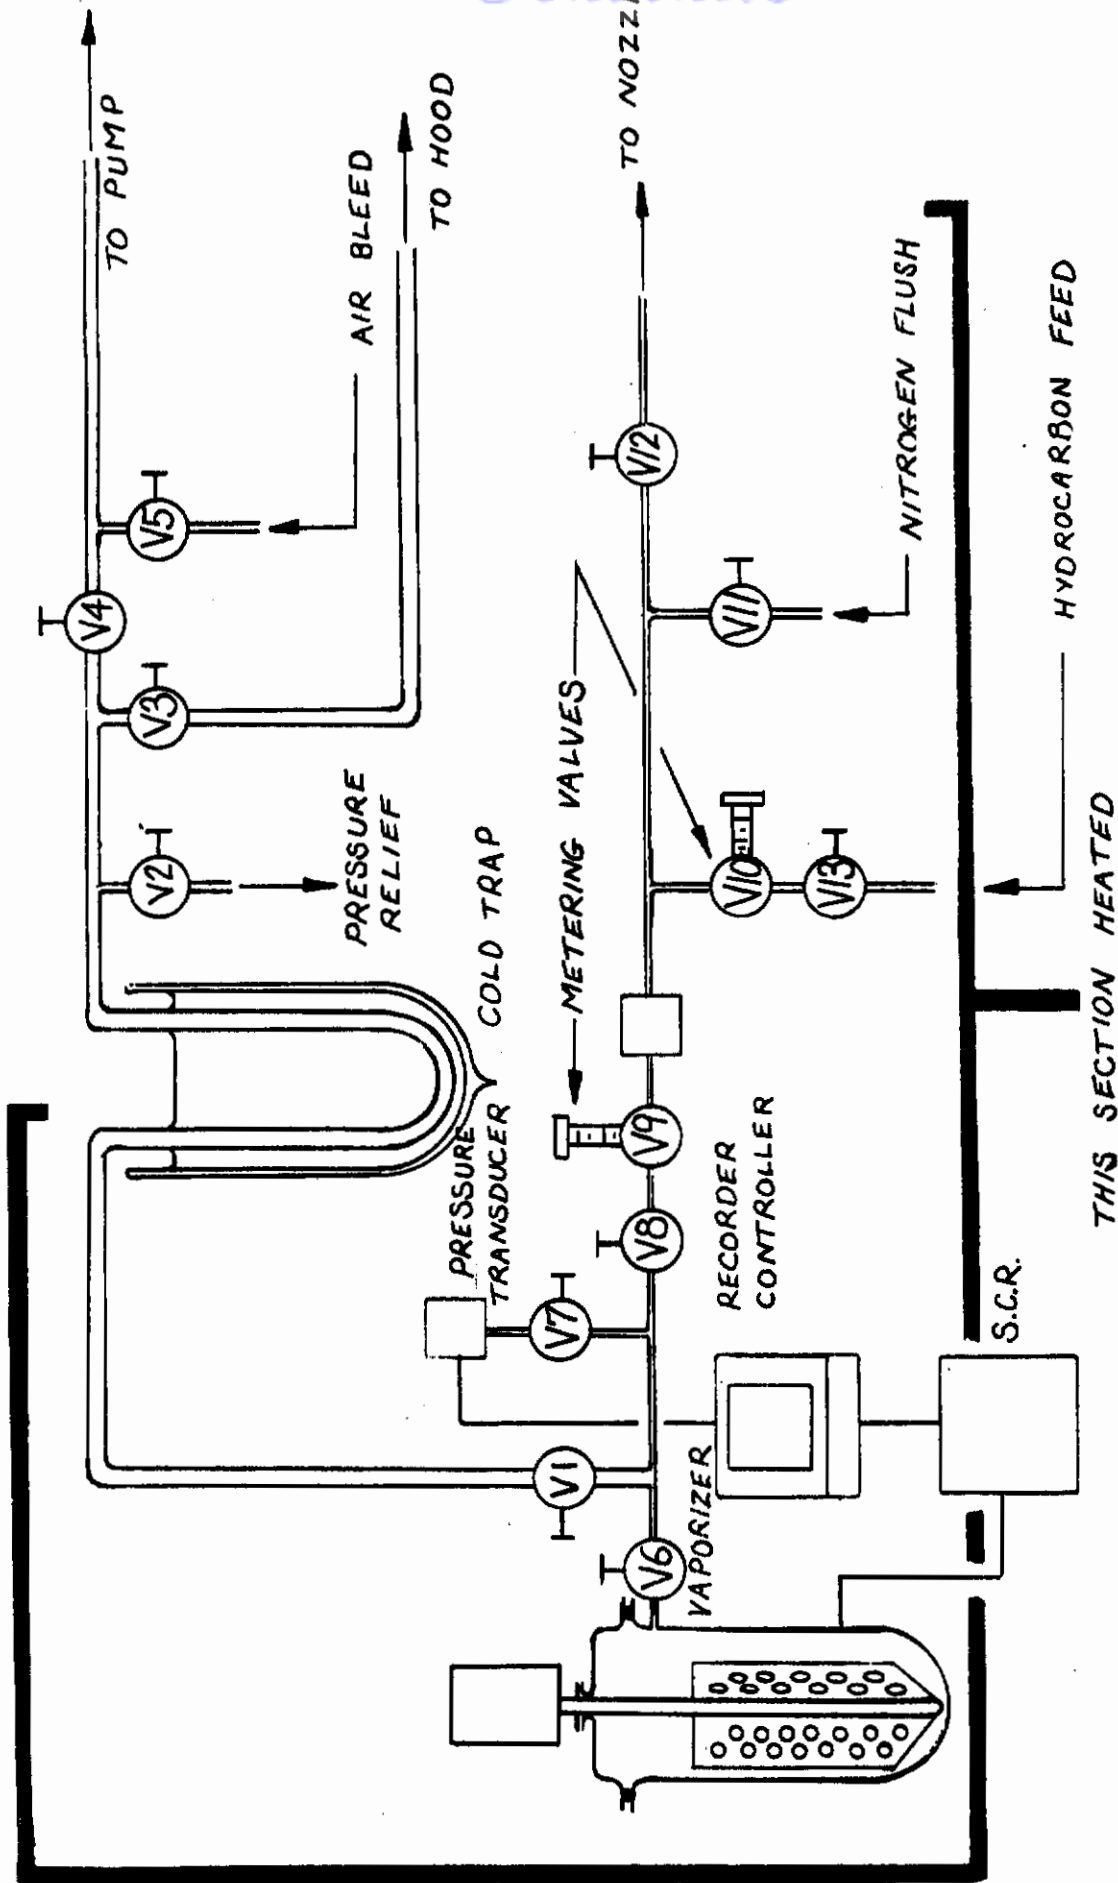 TO PUMP
AIR BLEED
TO HOOD
V5
V4
V3
V2
PRESSURE
RELIEF
COLD TRAP
PRESSURE
TRANSDUCER
V7
V1
V6
VAPORIZER
V8
V9
METERING VALVES
RECORDER
CONTROLLER
S.C.R.
V10
V13
V11
V12
NITROGEN FLUSH
HYDROCARBON FEED
THIS SECTION HEATED
TO